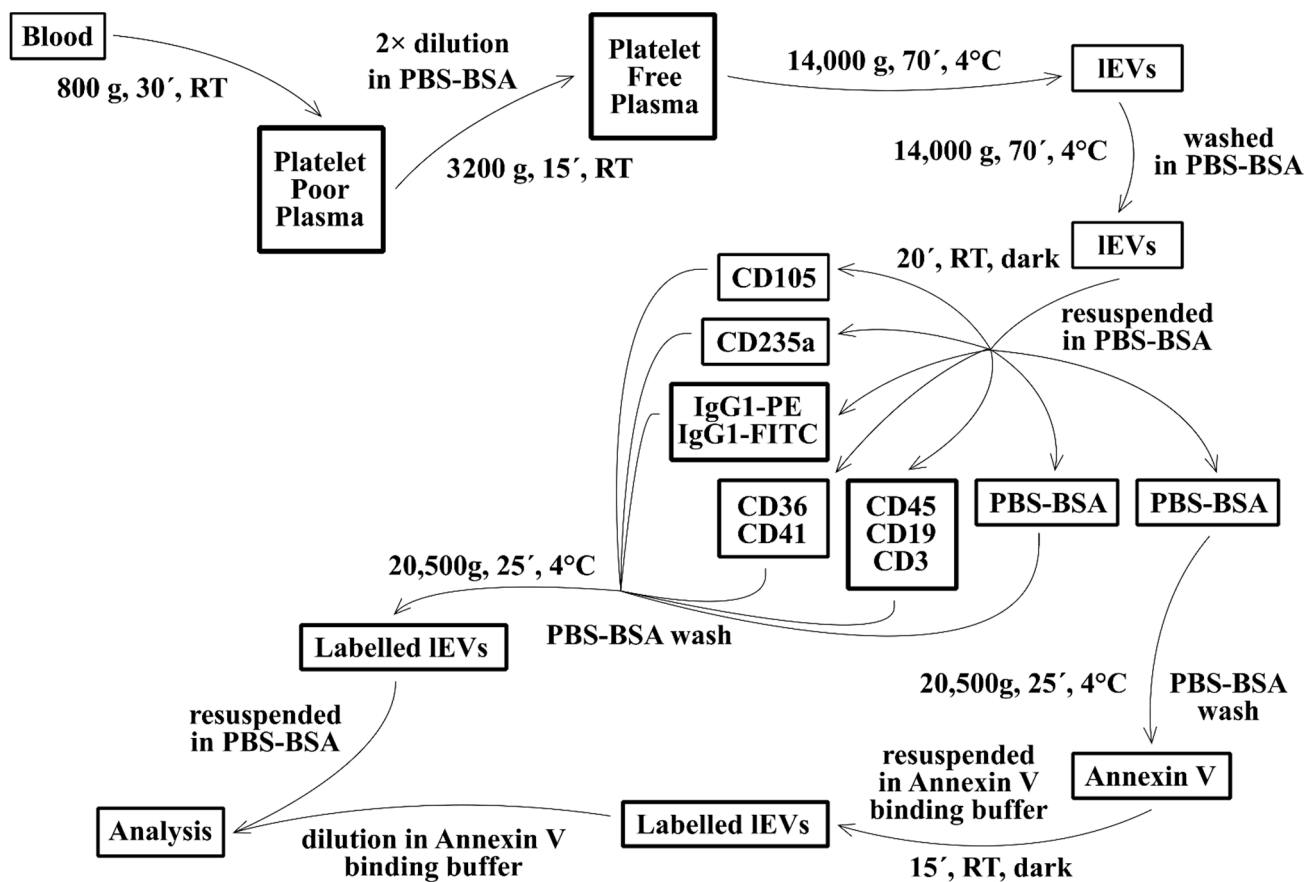 Blood
800 g, 30´, RT
Platelet
Poor
Plasma
2× dilution
in PBS-BSA
3200 g, 15´, RT
Platelet
Free
Plasma
14,000 g, 70´, 4°C
lEVs
14,000 g, 70´, 4°C
washed
in PBS-BSA
lEVs
20´, RT, dark
resuspended
in PBS-BSA
CD105
CD235a
IgG1-PE
IgG1-FITC
CD36
CD41
CD45
CD19
CD3
PBS-BSA
PBS-BSA
20,500g, 25´, 4°C
PBS-BSA wash
Labelled lEVs
resuspended
in PBS-BSA
20,500g, 25´, 4°C
PBS-BSA
wash
Annexin V
resuspended
in Annexin V
binding buffer
15´, RT, dark
Labelled lEVs
dilution in Annexin V
binding buffer
Analysis